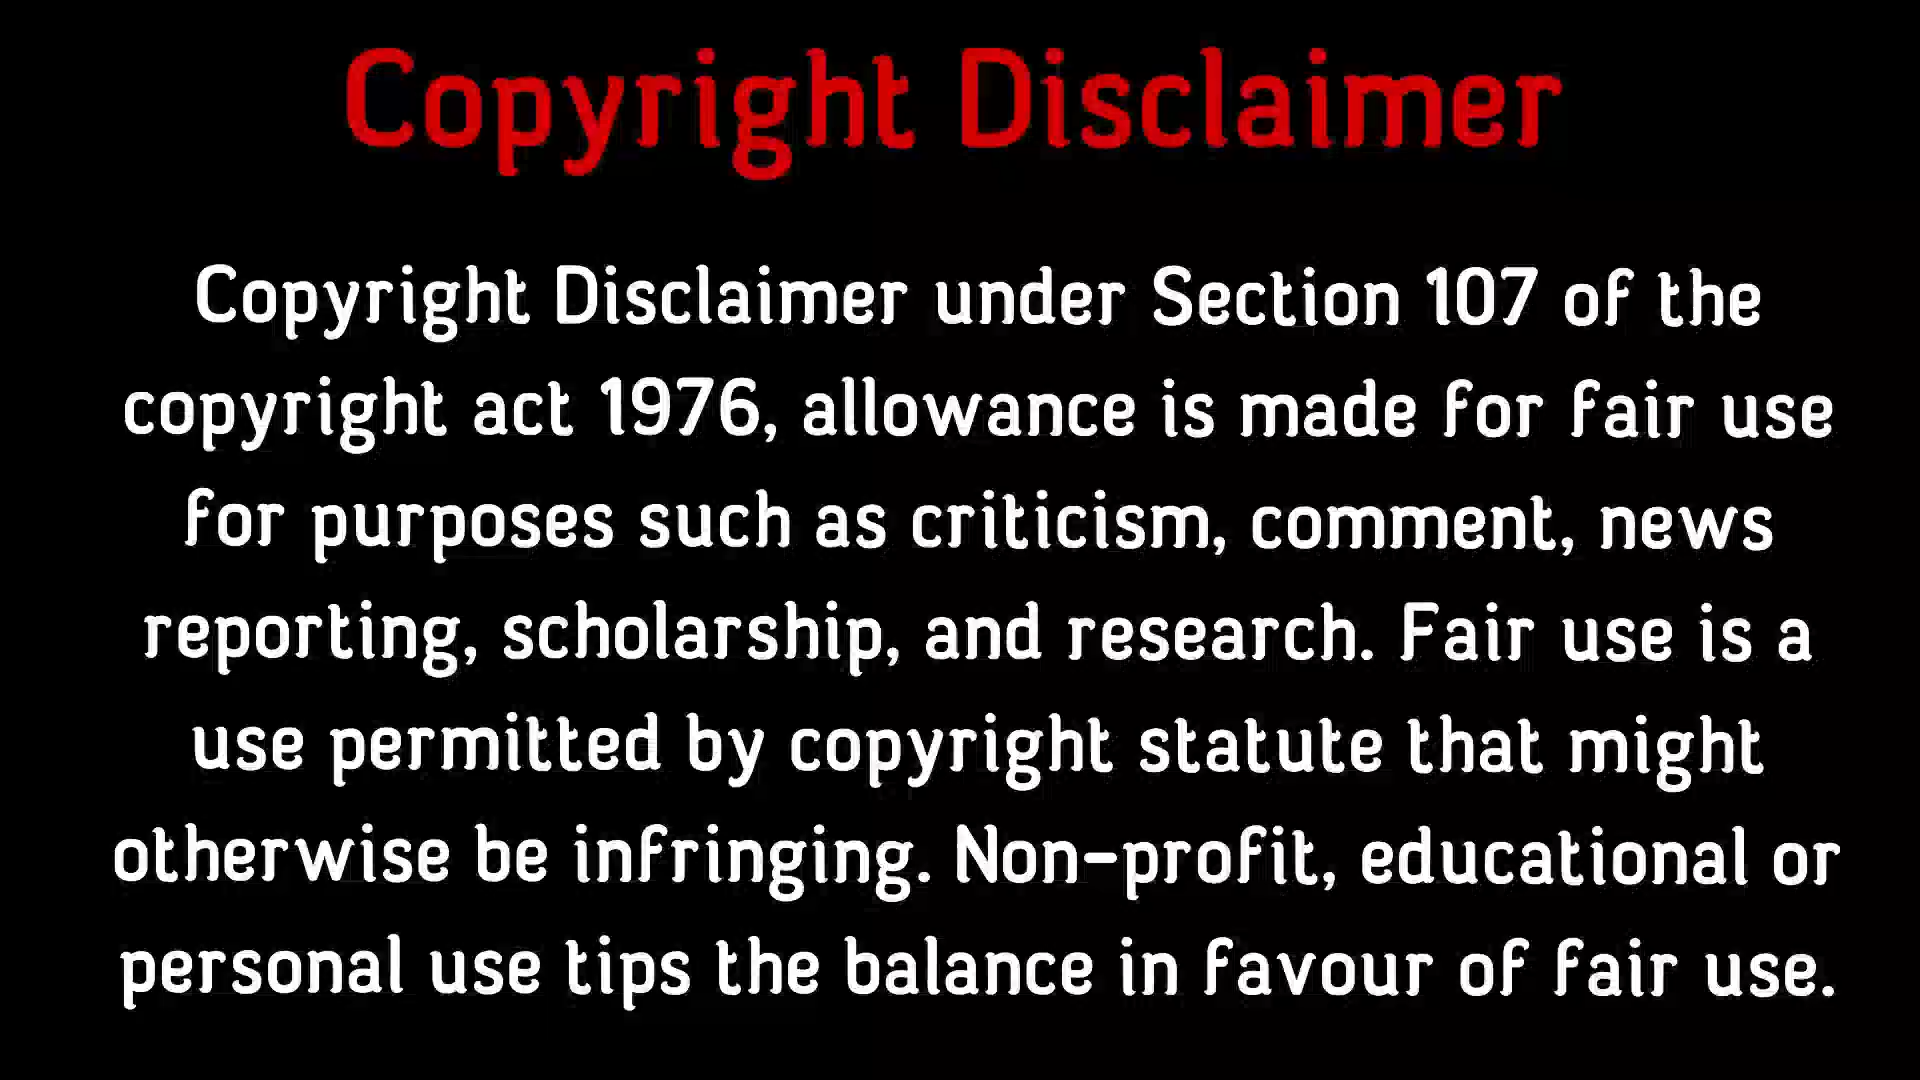 Copyright Disclaimer
Copyright Disclaimer under Section 107 of the
copyright act 1976, allowance is made for fair use
for purposes such as criticism, comment, news
reporting, scholarship, and research. Fair use is a
use permitted by copyright statute that might
otherwise be infringing. Non-profit, educational or
personal use tips the balance in favour of fair use.